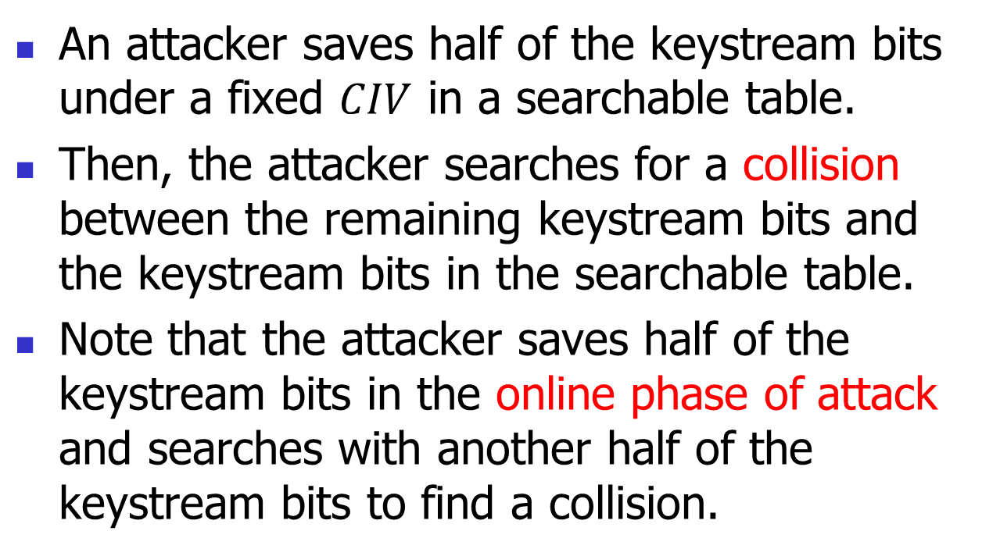 An attacker saves half of the keystream bits
under a fixed CIV in a searchable table.
Then, the attacker searches for a collision
between the remaining keystream bits and
the keystream bits in the searchable table.
Note that the attacker saves half of the
keystream bits in the online phase of attack
and searches with another half of the
keystream bits to find a collision.